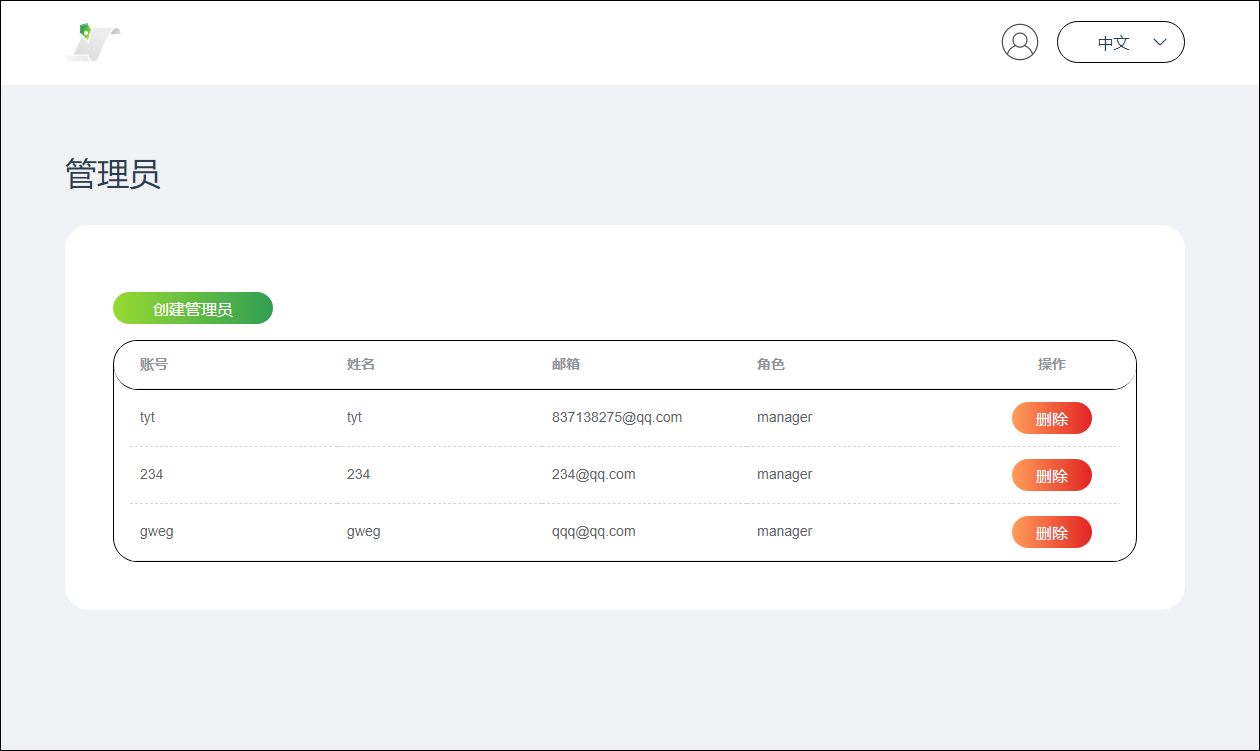 中文
管理员
创建管理员
账号 姓名 邮箱 角色 操作
tyt tyt 837138275@qq.com manager 删除
234 234 234@qq.com manager 删除
gweg gweg qqq@qq.com manager 删除